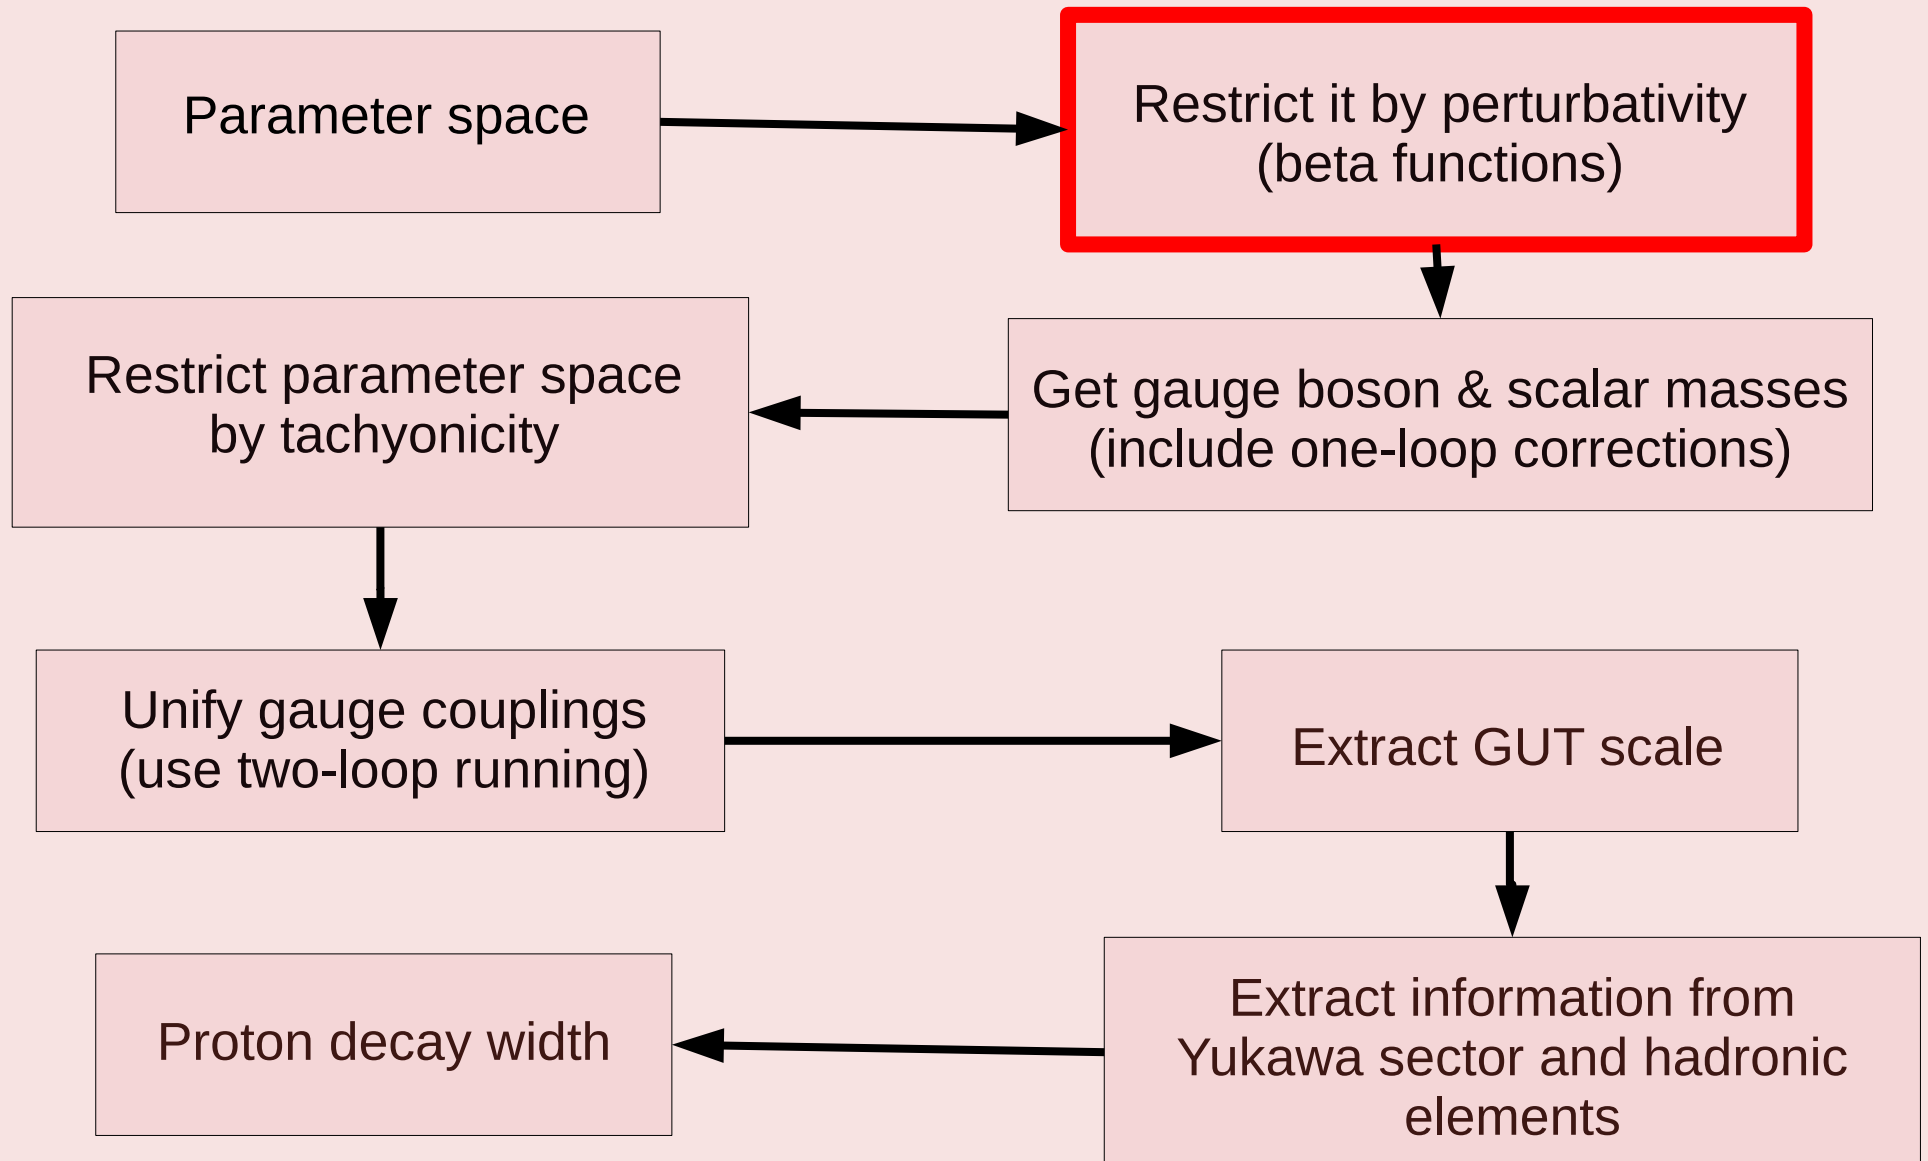 Parameter space
Restrict it by perturbativity
(beta functions)
Get gauge boson & scalar masses
(include one-loop corrections)
Restrict parameter space
by tachyonicity
Unify gauge couplings
(use two-loop running)
Extract GUT scale
Extract information from
Yukawa sector and hadronic
elements
Proton decay width